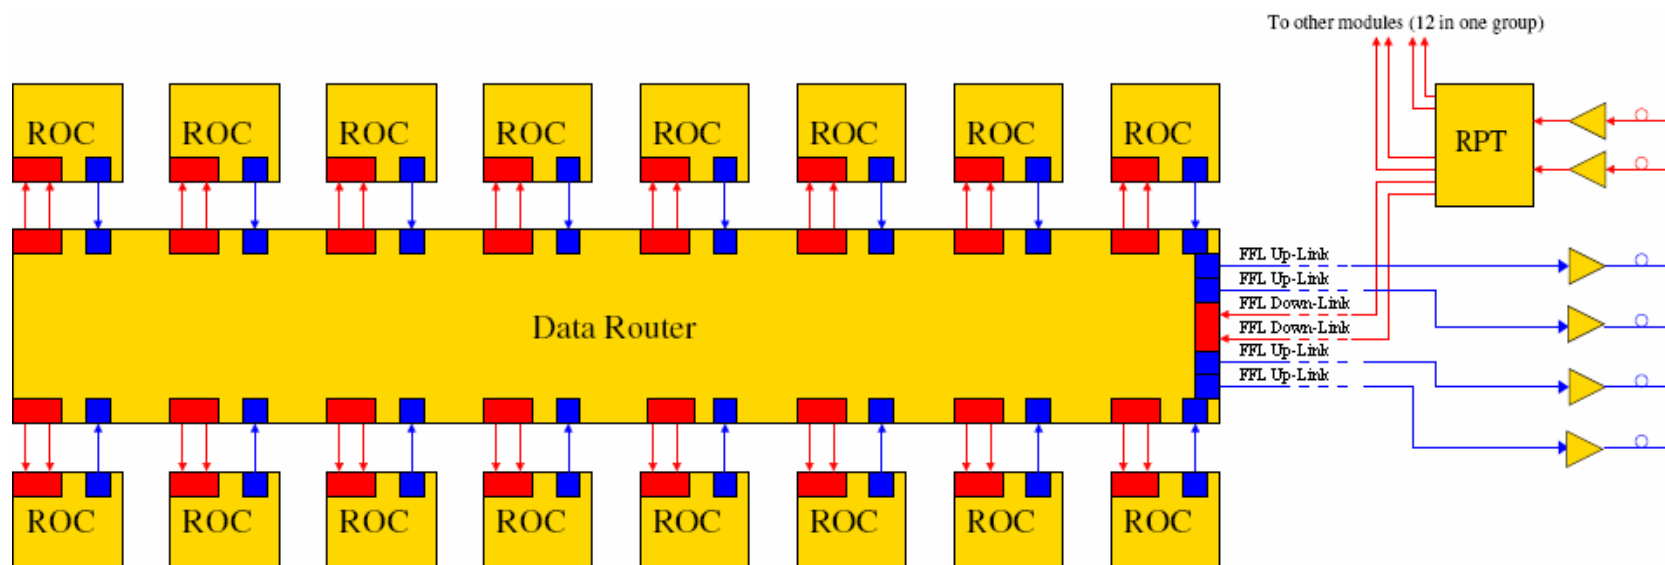 To other modules (12 in one group)
ROC ROC ROC ROC ROC ROC ROC ROC
RPT
FFL Up-Link
FFL Up-Link
FFL Down-Link
Data Router
FFL Down-Link
FFL Up-Link
FFL Up-Link
ROC ROC ROC ROC ROC ROC ROC ROC